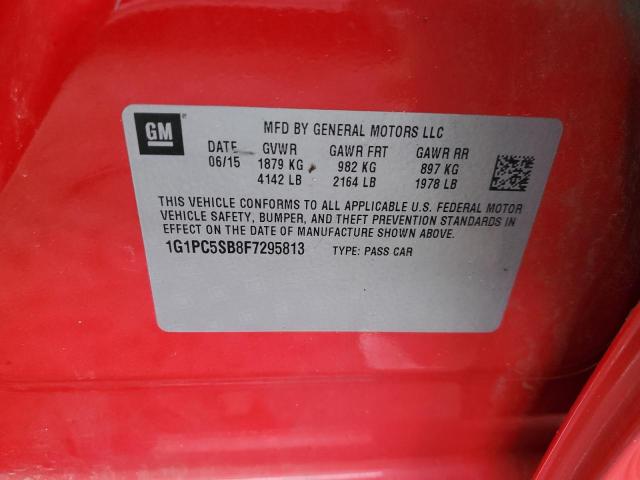 GM
MFD BY GENERAL MOTORS LLC
DATE GVWR GAWR FRT GAWR RR
06/15 1879 KG 982 KG 897 KG
4142 LB 2164 LB 1978 LB
THIS VEHICLE CONFORMS TO ALL APPLICABLE U.S. FEDERAL MOTOR
VEHICLE SAFETY, BUMPER, AND THEFT PREVENTION STANDARDS IN
EFFECT ON THE DATE OF MANUFACTURE SHOWN ABOVE.
1G1PC5SB8F7295813 TYPE: PASS CAR